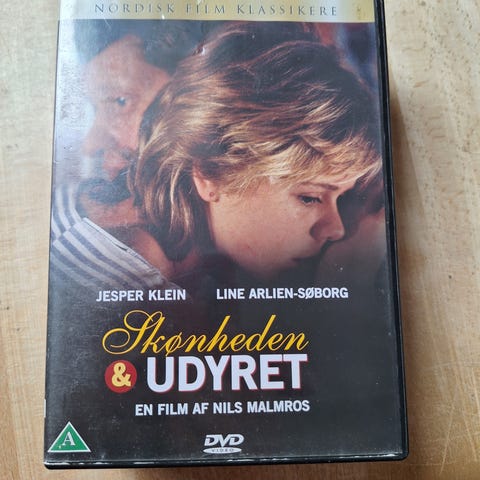 NORDISK FILM KLASSIKERE
JESPER KLEIN LINE ARLIEN-SØBORG
Skønheden
& UDYRET
EN FILM AF NILS MALMROS
A
DVD
VIDEO